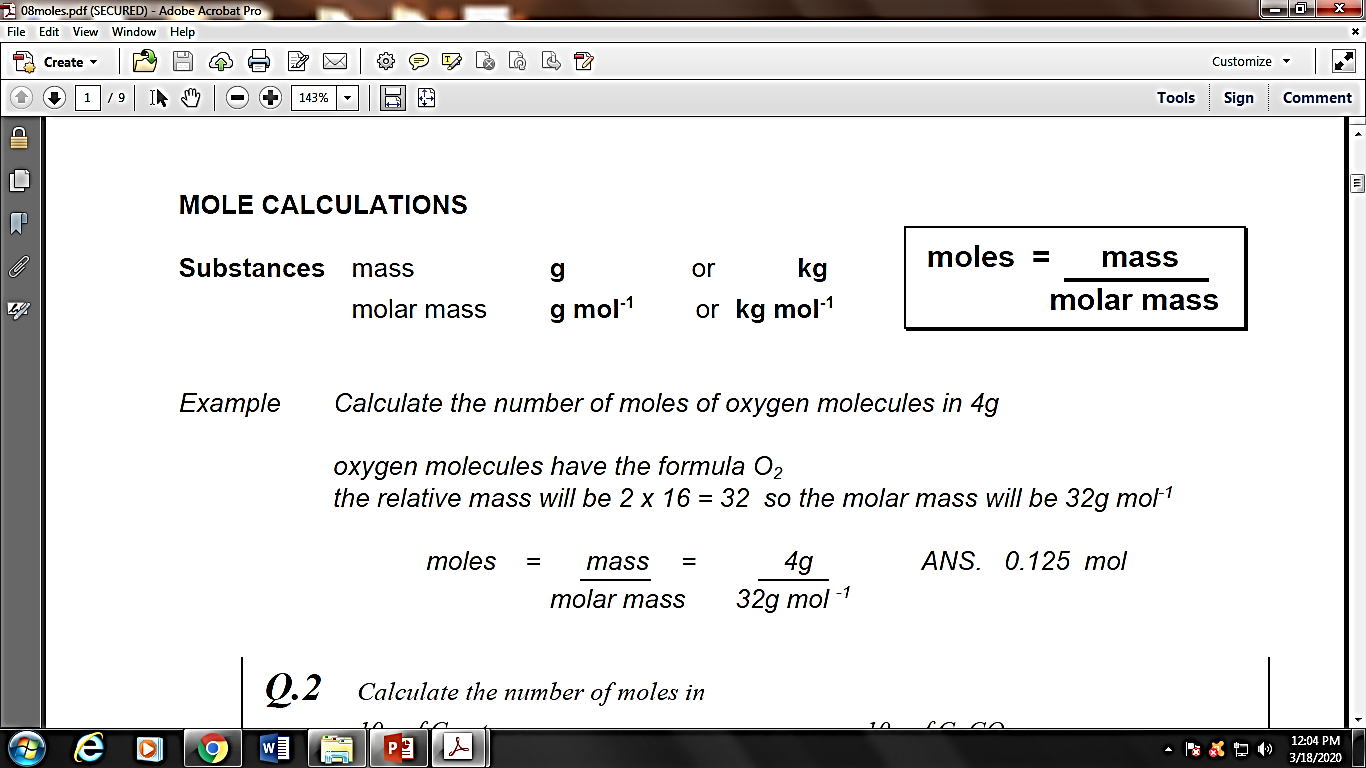 08moles.pdf (SECURED) - Adobe Acrobat Pro
File Edit View Window Help
Create Customize
1 / 9 143% Tools Sign Comment
MOLE CALCULATIONS
Substances mass g or kg
molar mass g mol⁻¹ or kg mol⁻¹
moles = mass
molar mass
Example Calculate the number of moles of oxygen molecules in 4g
oxygen molecules have the formula O₂
the relative mass will be 2 x 16 = 32 so the molar mass will be 32g mol⁻¹
moles = mass = 4g ANS. 0.125 mol
molar mass 32g mol ⁻¹
Q.2 Calculate the number of moles in
12:04 PM
3/18/2020